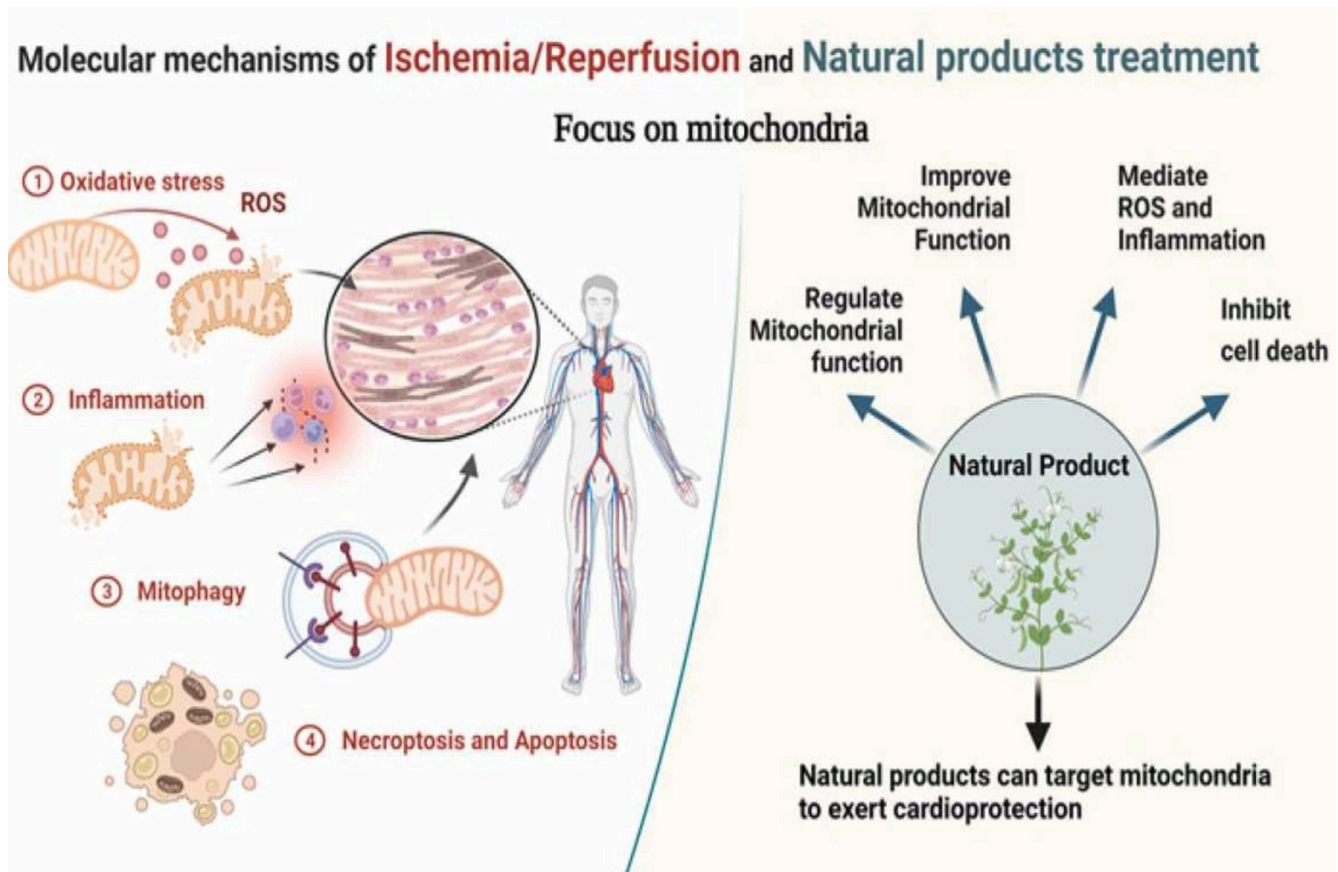 Molecular mechanisms of Ischemia/Reperfusion and Natural products treatment
Focus on mitochondria
① Oxidative stress
ROS
② Inflammation
③ Mitophagy
④ Necroptosis and Apoptosis
Improve
Mitochondrial
Function
Mediate
ROS and
Inflammation
Regulate
Mitochondrial
function
Inhibit
cell death
Natural Product
Natural products can target mitochondria
to exert cardioprotection